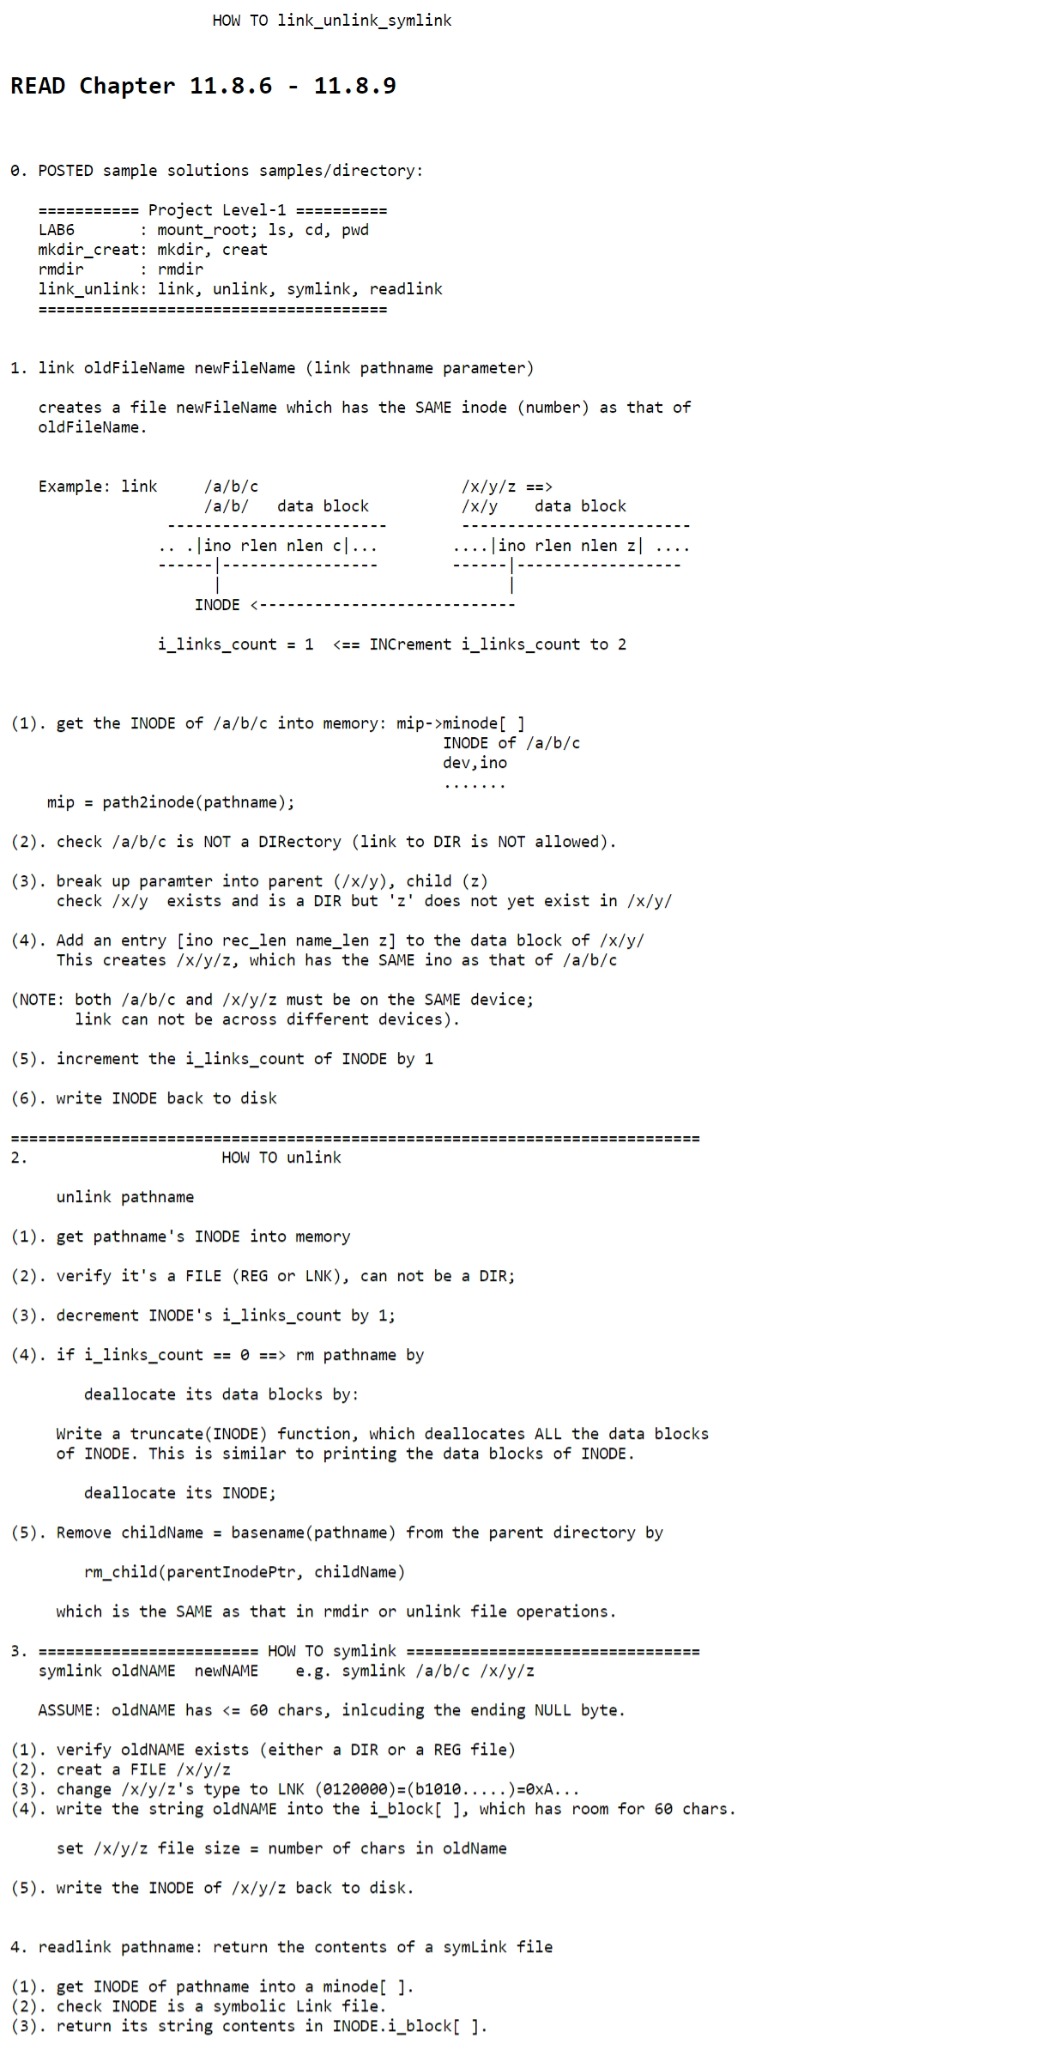 HOW TO link_unlink_symlink
READ Chapter 11.8.6 - 11.8.9
0. POSTED sample solutions samples/directory:
=========== Project Level-1 ==========
LAB6       : mount_root; ls, cd, pwd
mkdir_creat: mkdir, creat
rmdir      : rmdir
link_unlink: link, unlink, symlink, readlink
======================================
1. link oldFileName newFileName (link pathname parameter)
creates a file newFileName which has the SAME inode (number) as that of
oldFileName.
Example: link     /a/b/c                      /x/y/z ==>
/a/b/   data block          /x/y    data block
------------------------        -------------------------
.. .|ino rlen nlen c|...        ....|ino rlen nlen z| ....
------|-----------------        ------|------------------
|                               |
INODE <----------------------------
i_links_count = 1  <== INCrement i_links_count to 2
(1). get the INODE of /a/b/c into memory: mip->minode[ ]
INODE of /a/b/c
dev,ino
.......
mip = path2inode(pathname);
(2). check /a/b/c is NOT a DIRectory (link to DIR is NOT allowed).
(3). break up paramter into parent (/x/y), child (z)
check /x/y  exists and is a DIR but 'z' does not yet exist in /x/y/
(4). Add an entry [ino rec_len name_len z] to the data block of /x/y/
This creates /x/y/z, which has the SAME ino as that of /a/b/c
(NOTE: both /a/b/c and /x/y/z must be on the SAME device;
link can not be across different devices).
(5). increment the i_links_count of INODE by 1
(6). write INODE back to disk
===========================================================================
2.                     HOW TO unlink
unlink pathname
(1). get pathname's INODE into memory
(2). verify it's a FILE (REG or LNK), can not be a DIR;
(3). decrement INODE's i_links_count by 1;
(4). if i_links_count == 0 ==> rm pathname by
deallocate its data blocks by:
Write a truncate(INODE) function, which deallocates ALL the data blocks
of INODE. This is similar to printing the data blocks of INODE.
deallocate its INODE;
(5). Remove childName = basename(pathname) from the parent directory by
rm_child(parentInodePtr, childName)
which is the SAME as that in rmdir or unlink file operations.
3. ======================== HOW TO symlink ================================
symlink oldNAME  newNAME    e.g. symlink /a/b/c /x/y/z
ASSUME: oldNAME has <= 60 chars, inlcuding the ending NULL byte.
(1). verify oldNAME exists (either a DIR or a REG file)
(2). creat a FILE /x/y/z
(3). change /x/y/z's type to LNK (0120000)=(b1010.....)=0xA...
(4). write the string oldNAME into the i_block[ ], which has room for 60 chars.
set /x/y/z file size = number of chars in oldName
(5). write the INODE of /x/y/z back to disk.
4. readlink pathname: return the contents of a symLink file
(1). get INODE of pathname into a minode[ ].
(2). check INODE is a symbolic Link file.
(3). return its string contents in INODE.i_block[ ].